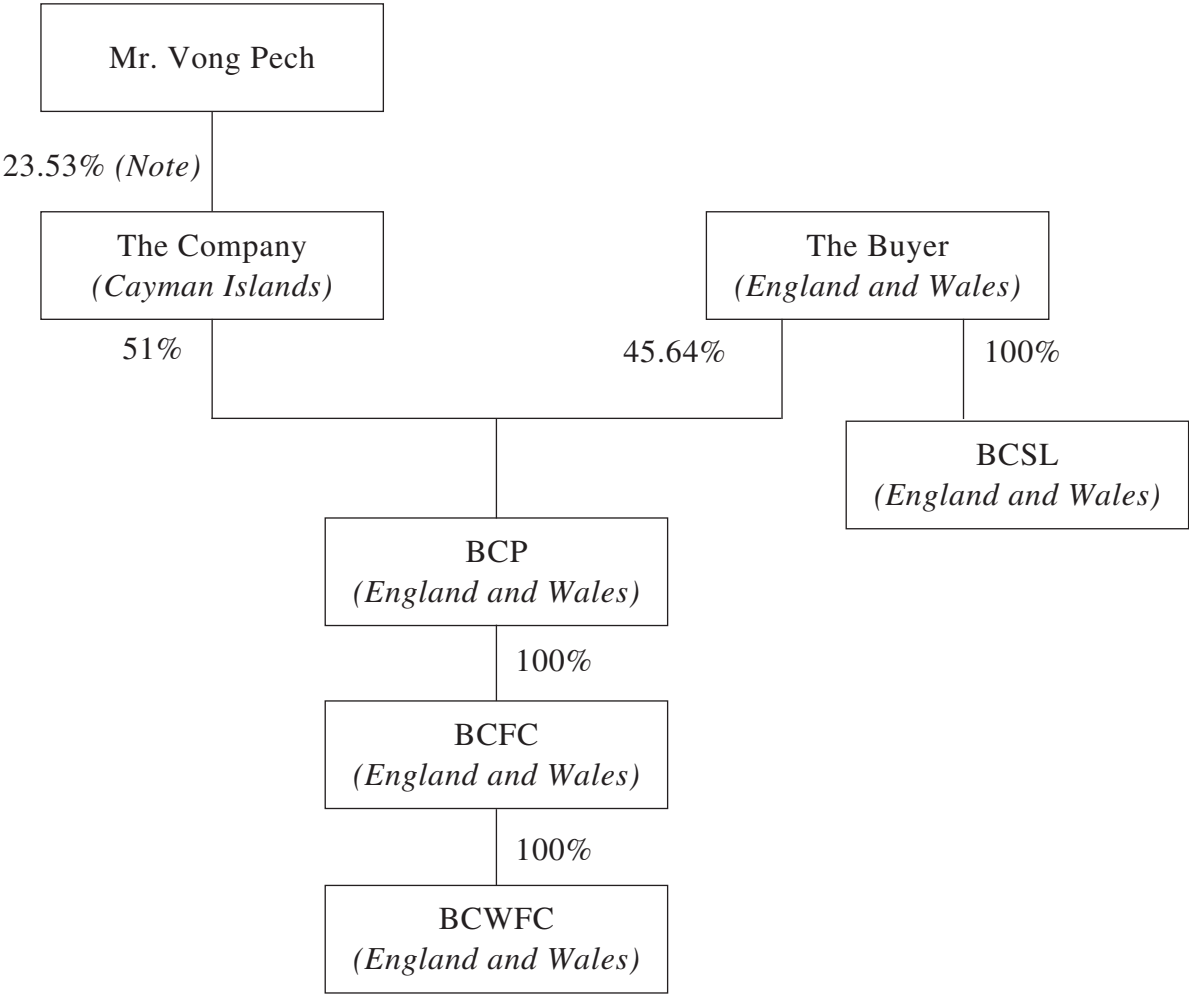 Mr. Vong Pech
23.53% (Note)
The Company
(Cayman Islands)
The Buyer
(England and Wales)
51%
45.64%
100%
BCSL
(England and Wales)
BCP
(England and Wales)
100%
BCFC
(England and Wales)
100%
BCWFC
(England and Wales)